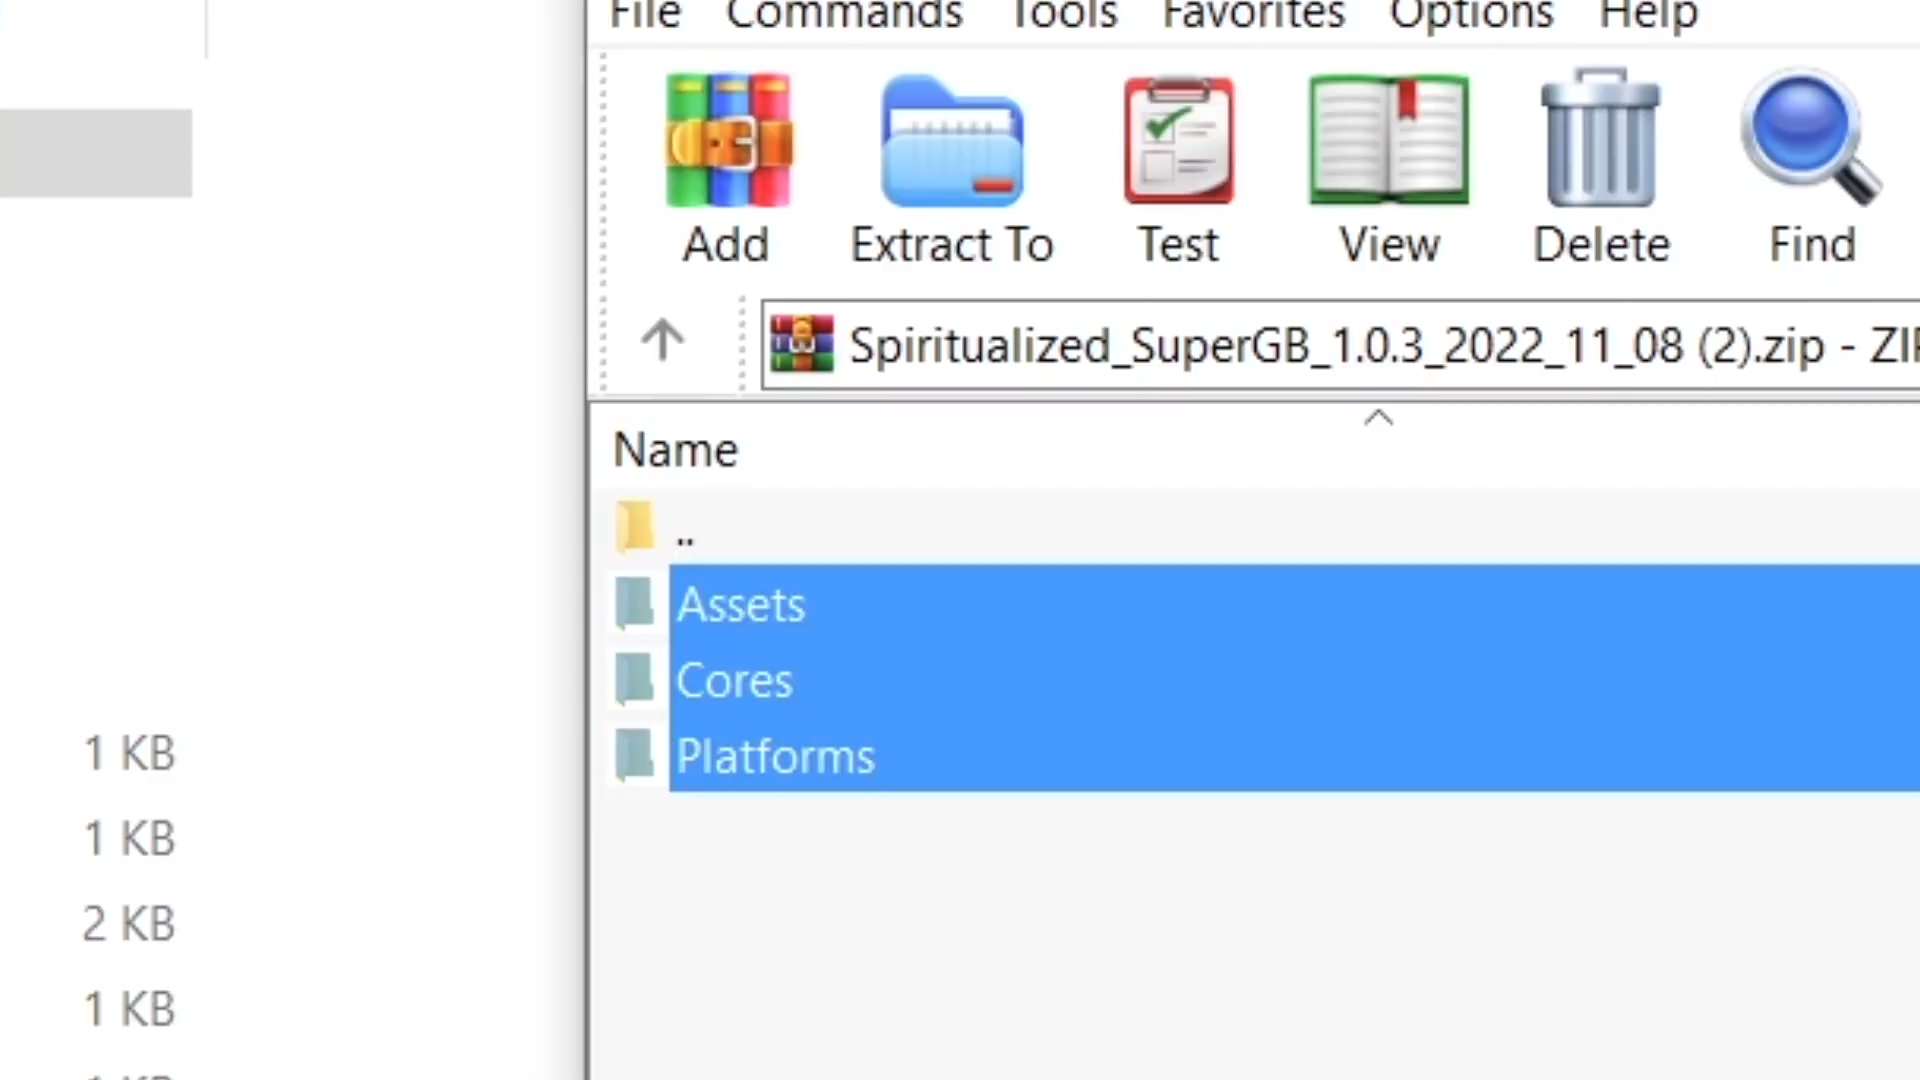 File Commands Tools Favorites Options Help
Add Extract To Test View Delete Find
Spiritualized_SuperGB_1.0.3_2022_11_08 (2).zip - ZIP
Name
..
Assets
Cores
Platforms
1 KB
1 KB
2 KB
1 KB